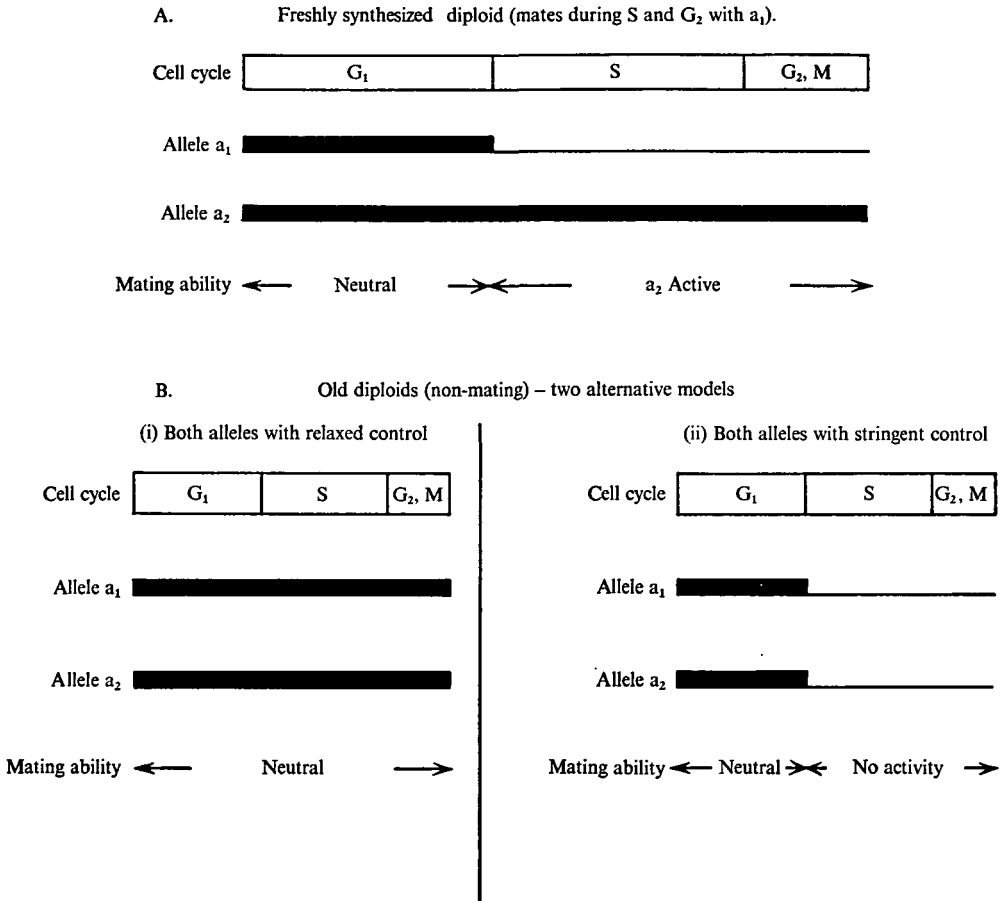 A. Freshly synthesized diploid (mates during S and G₂ with a₁).
Cell cycle G₁ S G₂, M
Allele a₁
Allele a₂
Mating ability Neutral a₂ Active
B. Old diploids (non-mating) – two alternative models
(i) Both alleles with relaxed control
Cell cycle G₁ S G₂, M
Allele a₁
Allele a₂
Mating ability Neutral
(ii) Both alleles with stringent control
Cell cycle G₁ S G₂, M
Allele a₁
Allele a₂
Mating ability Neutral No activity